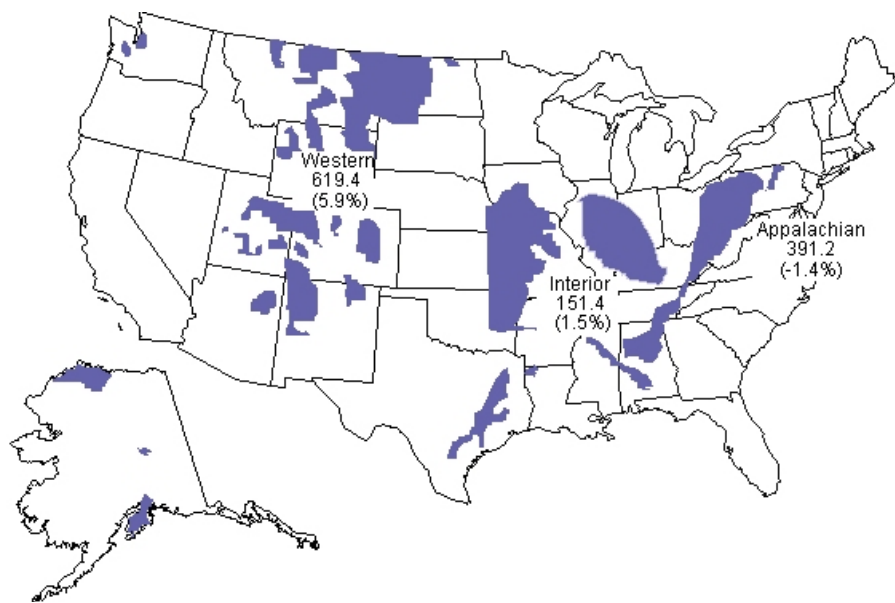 Western
619.4
(5.9%)
Appalachian
391.2
(-1.4%)
Interior
151.4
(1.5%)